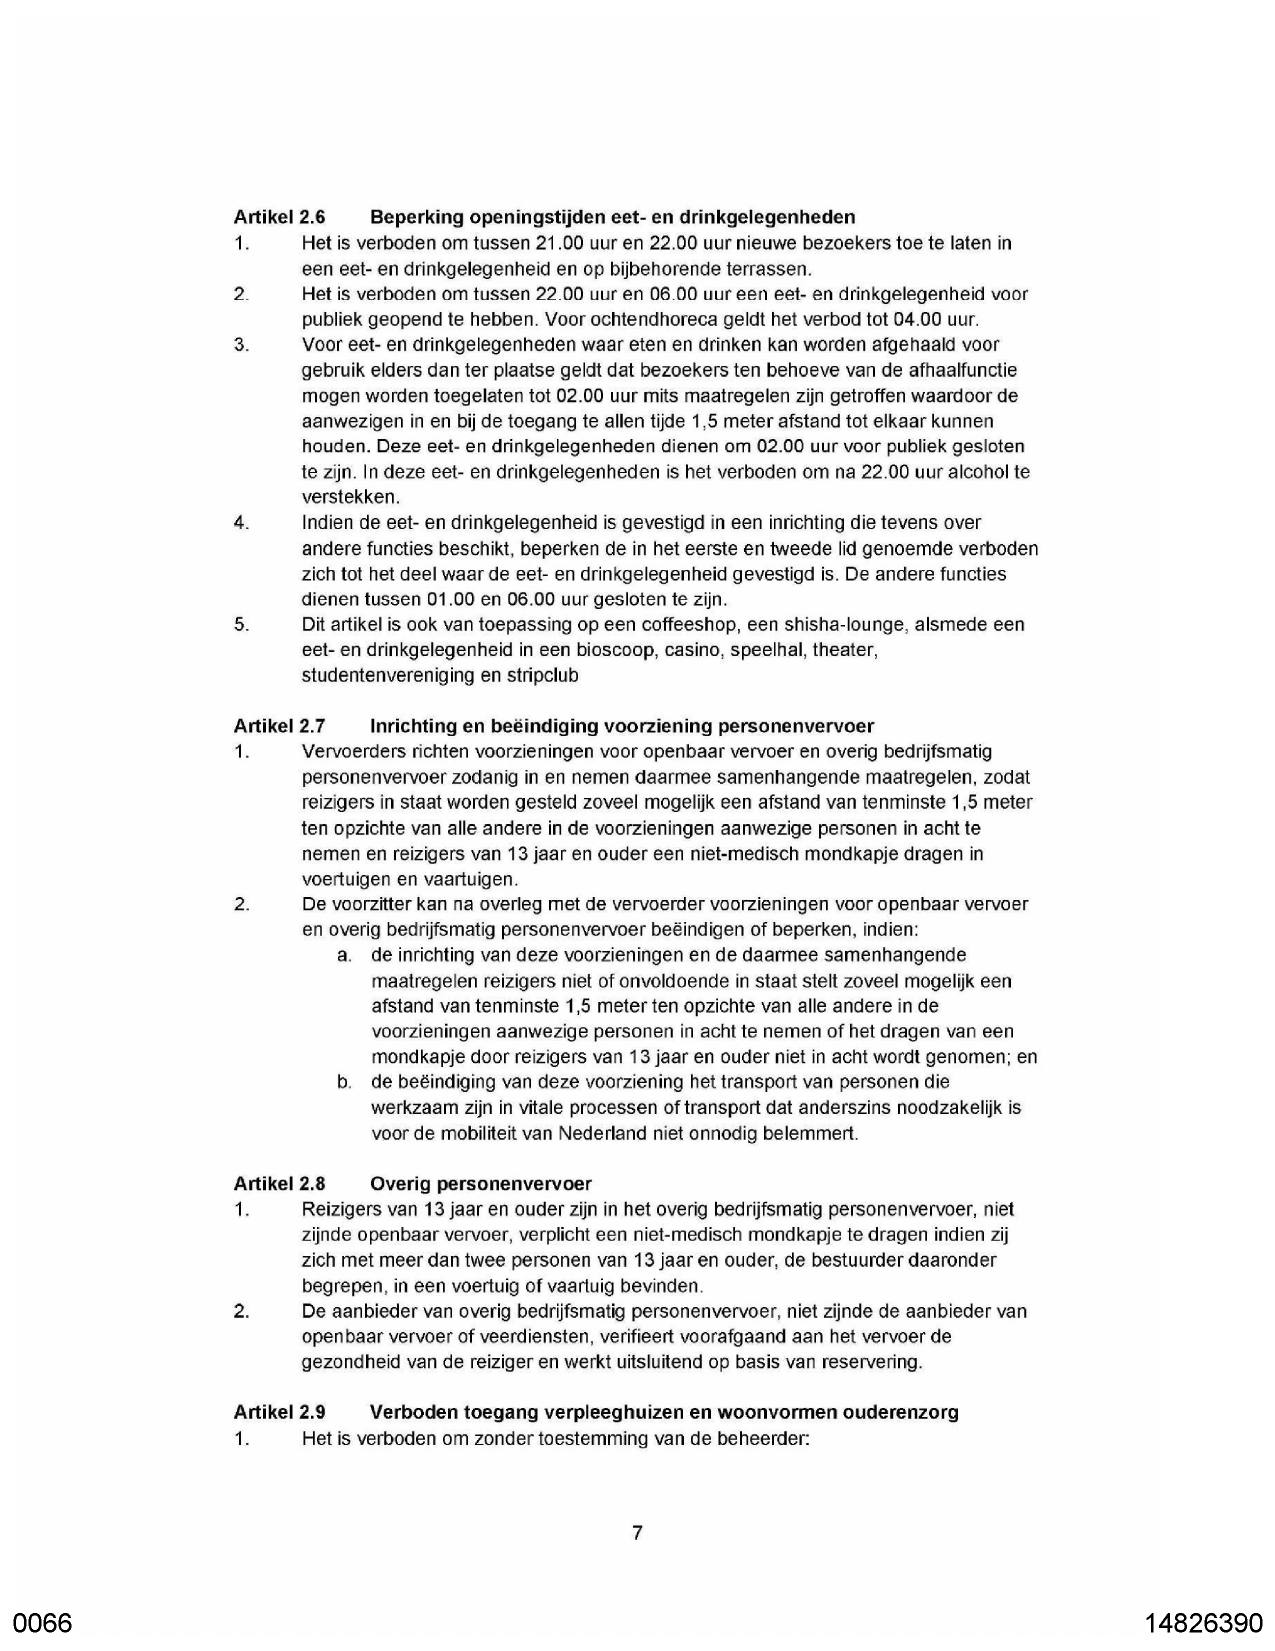 Artikel 2.6 Beperking openingstijden eet- en drinkgelegenheden
1. Het is verboden om tussen 21.00 uur en 22.00 uur nieuwe bezoekers toe te laten in
een eet- en drinkgelegenheid en op bijbehorende terrassen.
2. Het is verboden om tussen 22.00 uur en 06.00 uur een eet- en drinkgelegenheid voor
publiek geopend te hebben. Voor ochtendhoreca geldt het verbod tot 04.00 uur.
3. Voor eet- en drinkgelegenheden waar eten en drinken kan worden afgehaald voor
gebruik elders dan ter plaatse geldt dat bezoekers ten behoeve van de afhaalfunctie
mogen worden toegelaten tot 02.00 uur mits maatregelen zijn getroffen waardoor de
aanwezigen in en bij de toegang te allen tijde 1,5 meter afstand tot elkaar kunnen
houden. Deze eet- en drinkgelegenheden dienen om 02.00 uur voor publiek gesloten
te zijn. In deze eet- en drinkgelegenheden is het verboden om na 22.00 uur alcohol te
verstekken.
4. Indien de eet- en drinkgelegenheid is gevestigd in een inrichting die tevens over
andere functies beschikt, beperken de in het eerste en tweede lid genoemde verboden
zich tot het deel waar de eet- en drinkgelegenheid gevestigd is. De andere functies
dienen tussen 01.00 en 06.00 uur gesloten te zijn.
5. Dit artikel is ook van toepassing op een coffeeshop, een shisha-lounge, alsmede een
eet- en drinkgelegenheid in een bioscoop, casino, speelhal, theater,
studentenvereniging en stripclub
Artikel 2.7 Inrichting en beëindiging voorziening personenvervoer
1. Vervoerders richten voorzieningen voor openbaar vervoer en overig bedrijfsmatig
personenvervoer zodanig in en nemen daarmee samenhangende maatregelen, zodat
reizigers in staat worden gesteld zoveel mogelijk een afstand van tenminste 1,5 meter
ten opzichte van alle andere in de voorzieningen aanwezige personen in acht te
nemen en reizigers van 13 jaar en ouder een niet-medisch mondkapje dragen in
voertuigen en vaartuigen.
2. De voorzitter kan na overleg met de vervoerder voorzieningen voor openbaar vervoer
en overig bedrijfsmatig personenvervoer beëindigen of beperken, indien:
a. de inrichting van deze voorzieningen en de daarmee samenhangende
maatregelen reizigers niet of onvoldoende in staat stelt zoveel mogelijk een
afstand van tenminste 1,5 meter ten opzichte van alle andere in de
voorzieningen aanwezige personen in acht te nemen of het dragen van een
mondkapje door reizigers van 13 jaar en ouder niet in acht wordt genomen; en
b. de beëindiging van deze voorziening het transport van personen die
werkzaam zijn in vitale processen of transport dat anderszins noodzakelijk is
voor de mobiliteit van Nederland niet onnodig belemmert.
Artikel 2.8 Overig personenvervoer
1. Reizigers van 13 jaar en ouder zijn in het overig bedrijfsmatig personenvervoer, niet
zijnde openbaar vervoer, verplicht een niet-medisch mondkapje te dragen indien zij
zich met meer dan twee personen van 13 jaar en ouder, de bestuurder daaronder
begrepen, in een voertuig of vaartuig bevinden.
2. De aanbieder van overig bedrijfsmatig personenvervoer, niet zijnde de aanbieder van
openbaar vervoer of veerdiensten, verifieert voorafgaand aan het vervoer de
gezondheid van de reiziger en werkt uitsluitend op basis van reservering.
Artikel 2.9 Verboden toegang verpleeghuizen en woonvormen ouderenzorg
1. Het is verboden om zonder toestemming van de beheerder:
7
0066 14826390